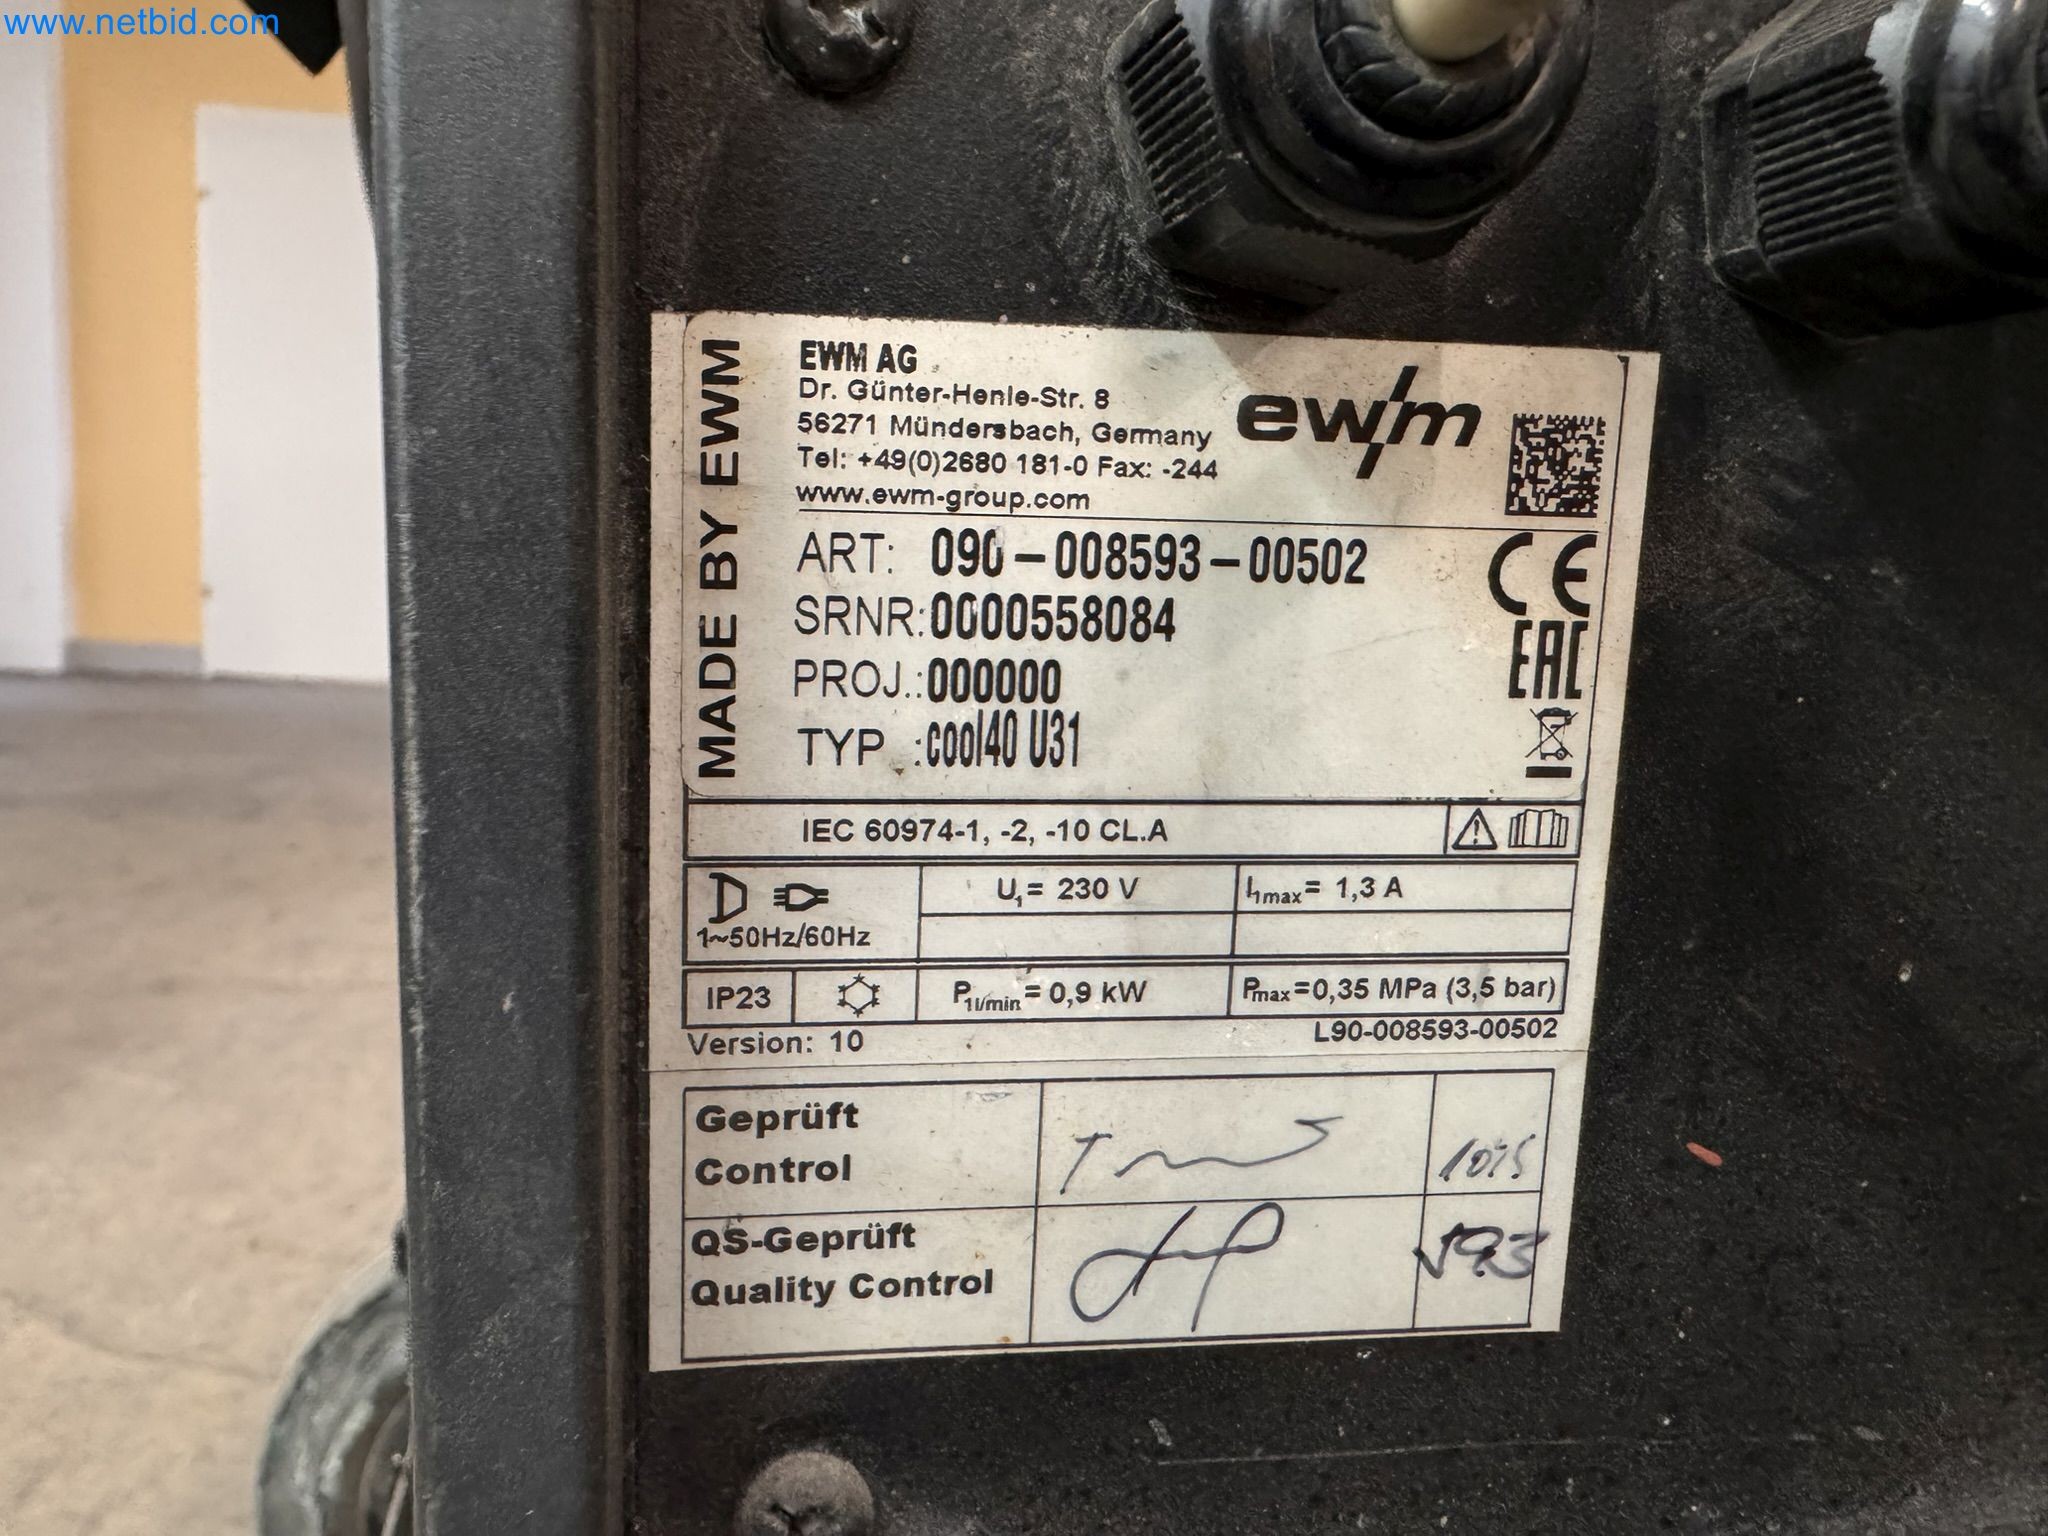 www.netbid.com
MADE BY EWM
EWM AG
Dr. Günter-Henle-Str. 8
56271 Mündersbach, Germany
Tel: +49(0)2680 181-0 Fax: -244
www.ewm-group.com
ewm
ART: 090-008593-00502
SRNR:0000558084
PROJ.:000000
TYP :cool40 U31
CE
EAC
IEC 60974-1, -2, -10 CL.A
1~50Hz/60Hz
U₁= 230 V
I₁max= 1,3 A
IP23
P1l/min= 0,9 kW
Pmax=0,35 MPa (3,5 bar)
Version: 10
L90-008593-00502
Geprüft
Control
QS-Geprüft
Quality Control